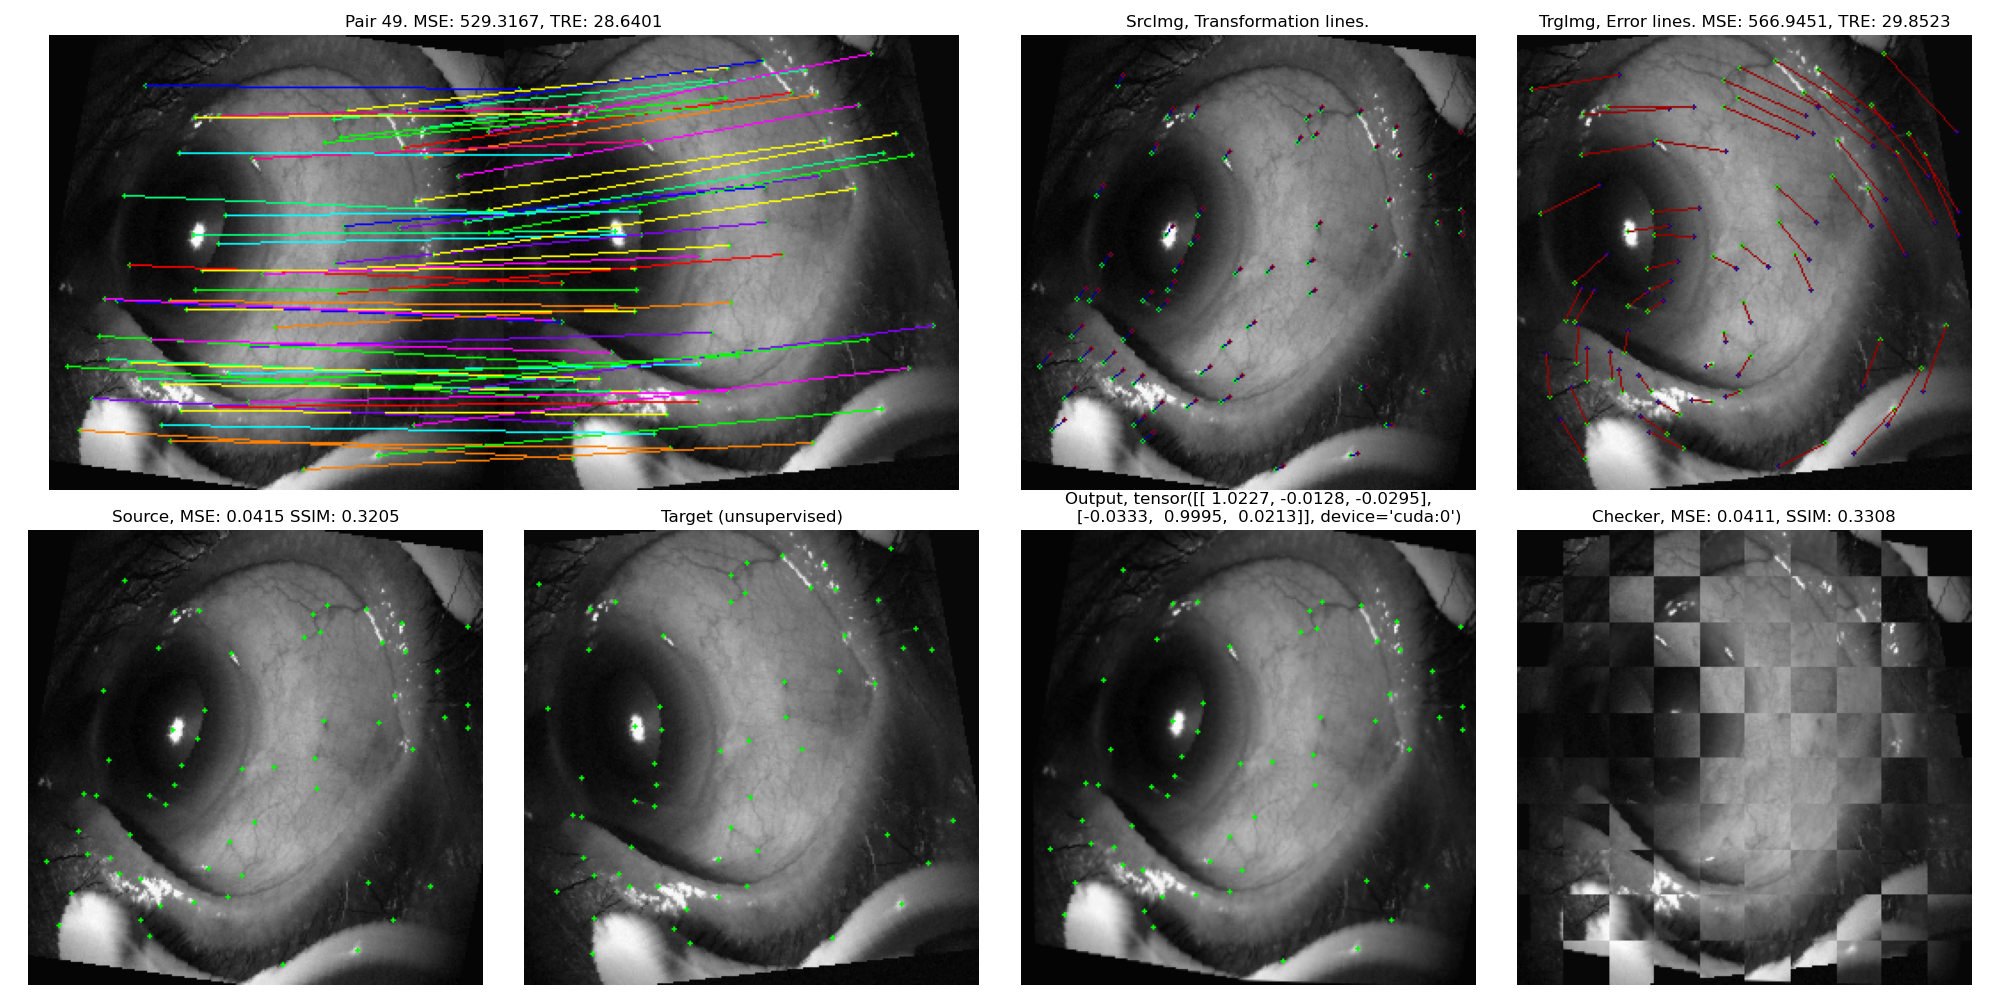 Pair 49. MSE: 529.3167, TRE: 28.6401
SrcImg, Transformation lines.
TrgImg, Error lines. MSE: 566.9451, TRE: 29.8523
Source, MSE: 0.0415 SSIM: 0.3205
Target (unsupervised)
Output, tensor([[ 1.0227, -0.0128, -0.0295],
[-0.0333, 0.9995, 0.0213]], device='cuda:0')
Checker, MSE: 0.0411, SSIM: 0.3308